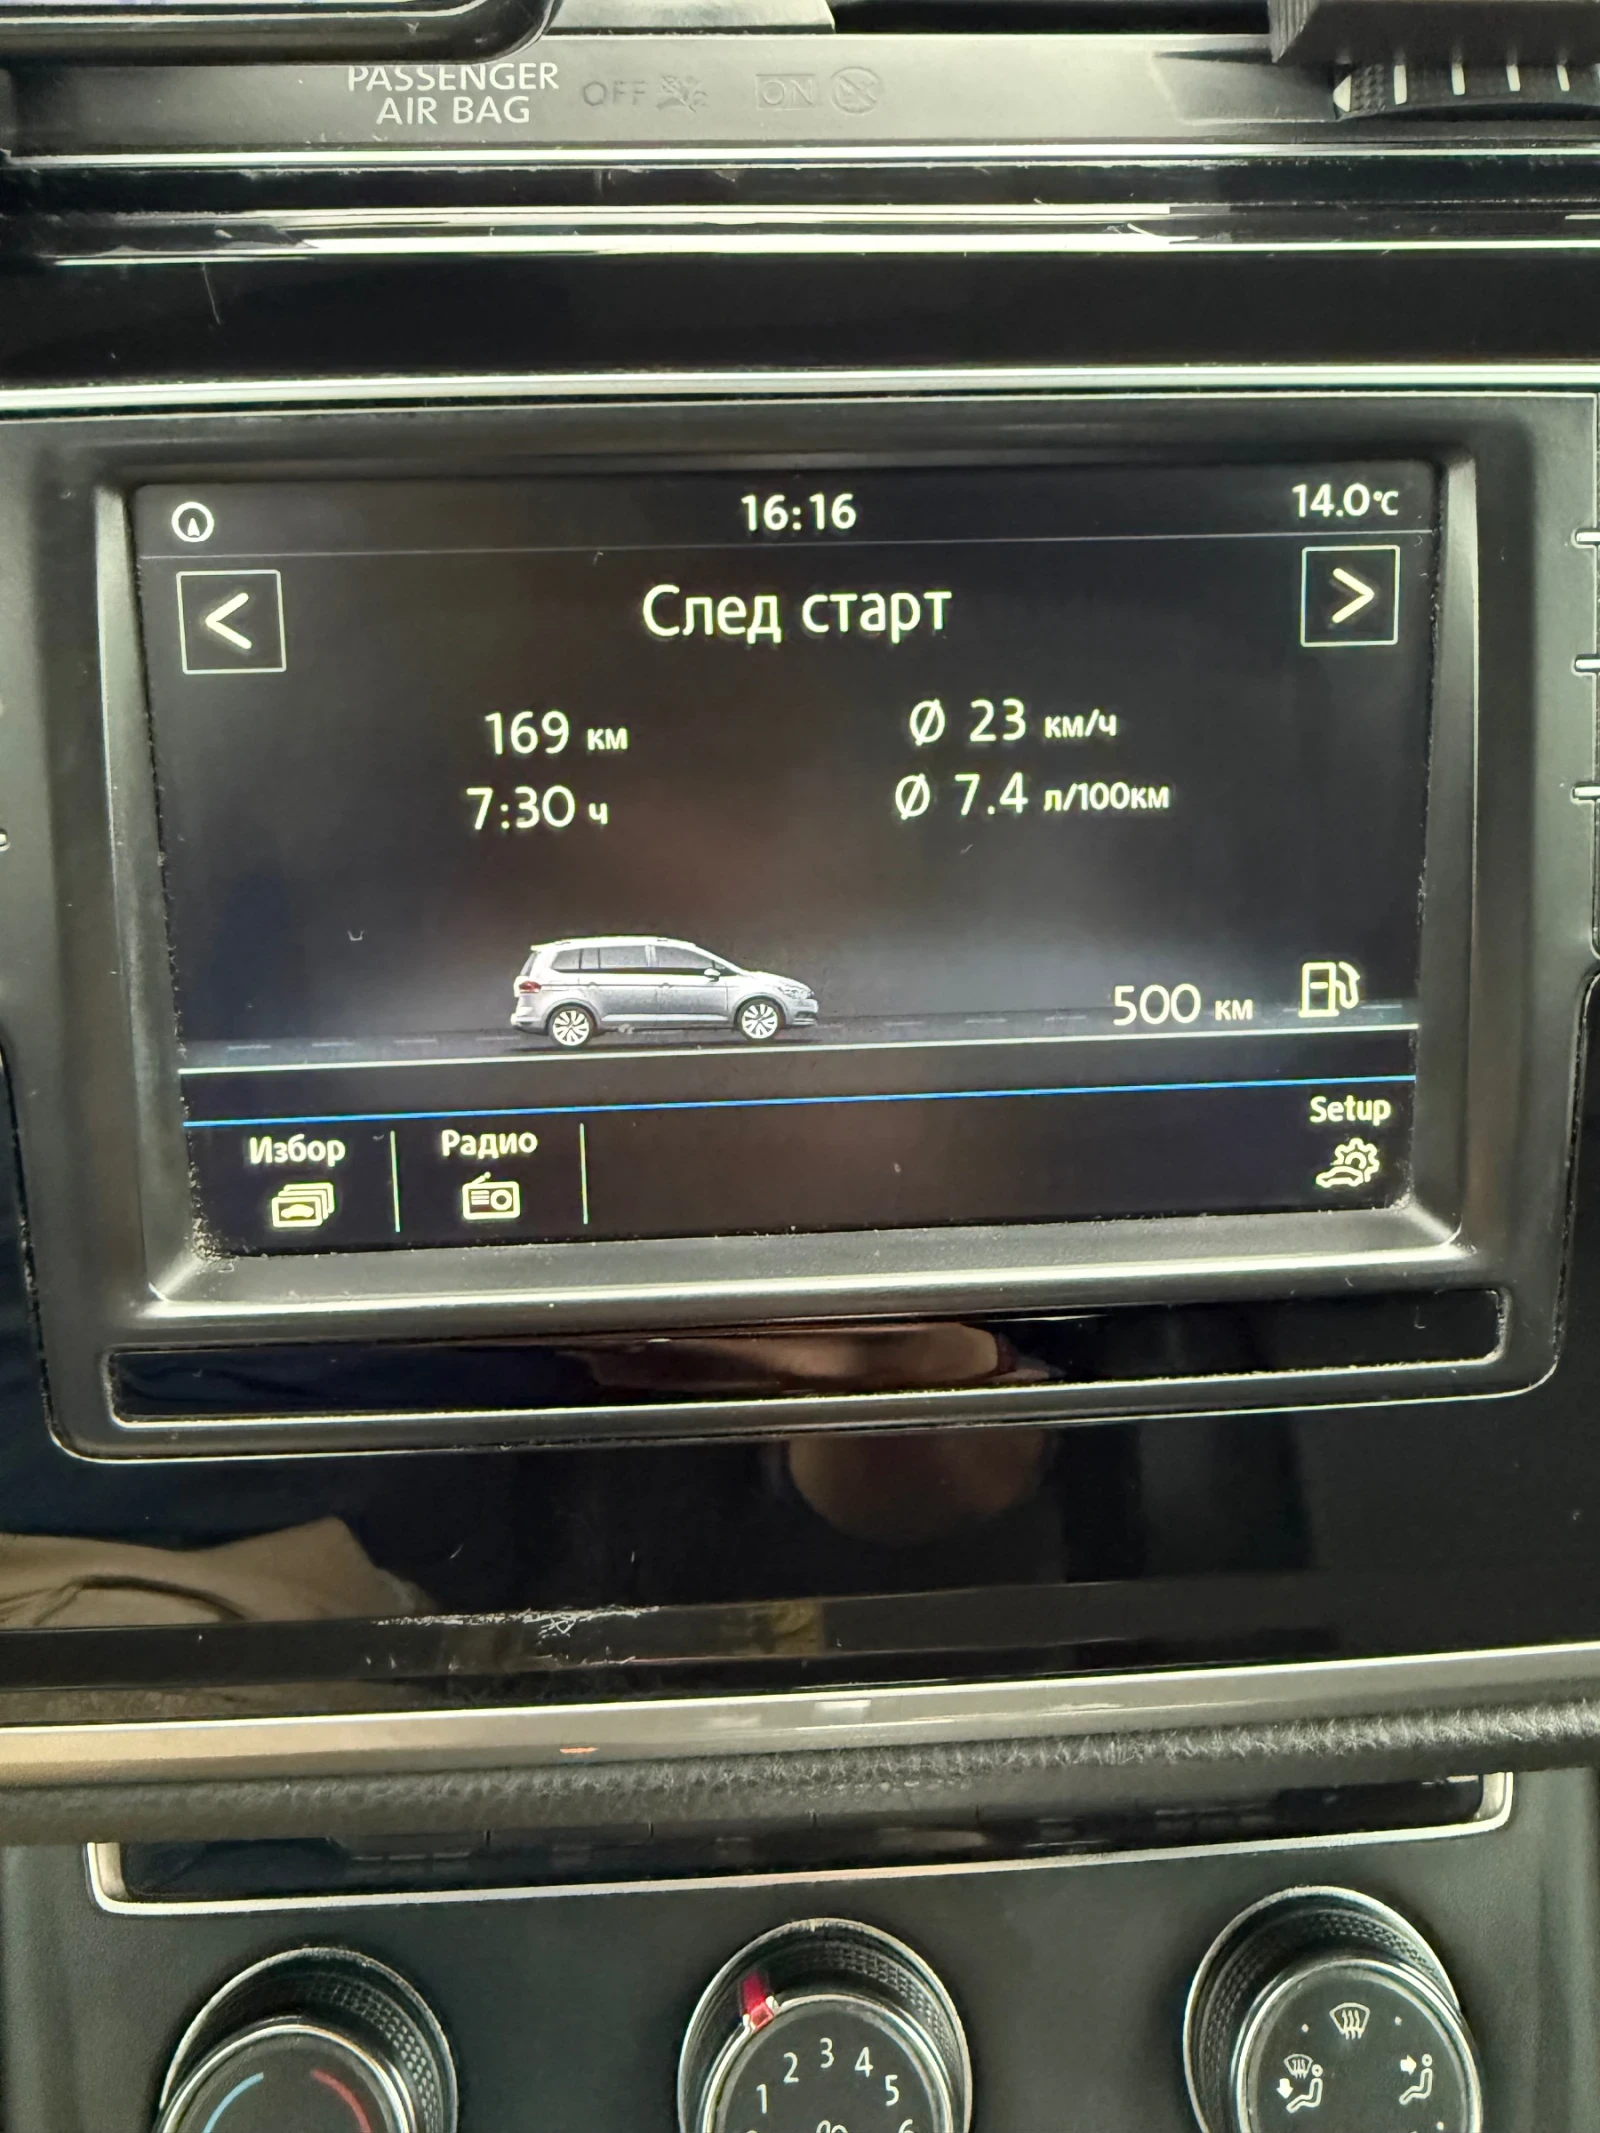 PASSENGER
AIR BAG
OFF
ON
16:16
14.0°C
<
След старт
>
169 км
Ø 23 км/ч
7:30 ч
Ø 7.4 л/100км
500 км
Избор
Радио
Setup
1 2 3 4 5